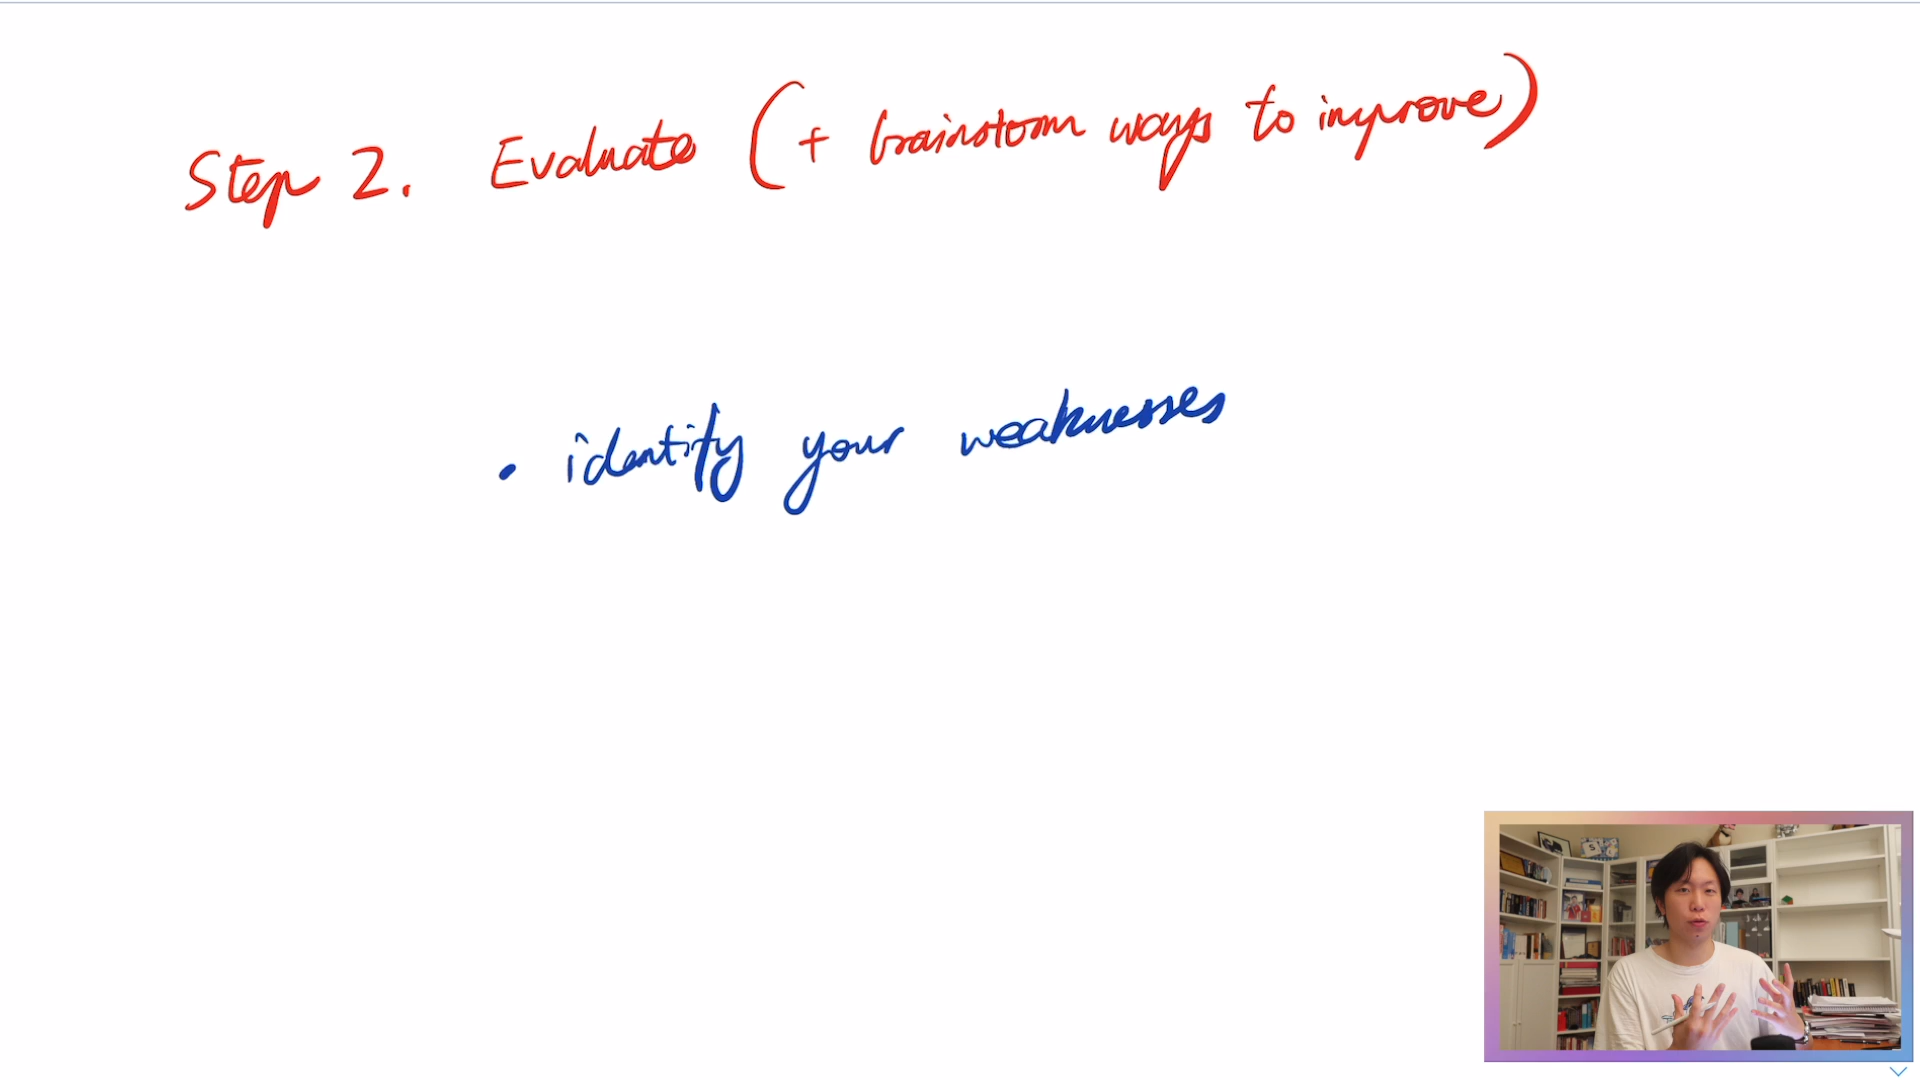 Step 2. Evaluate (+ brainstorm ways to improve)
• identify your weaknesses